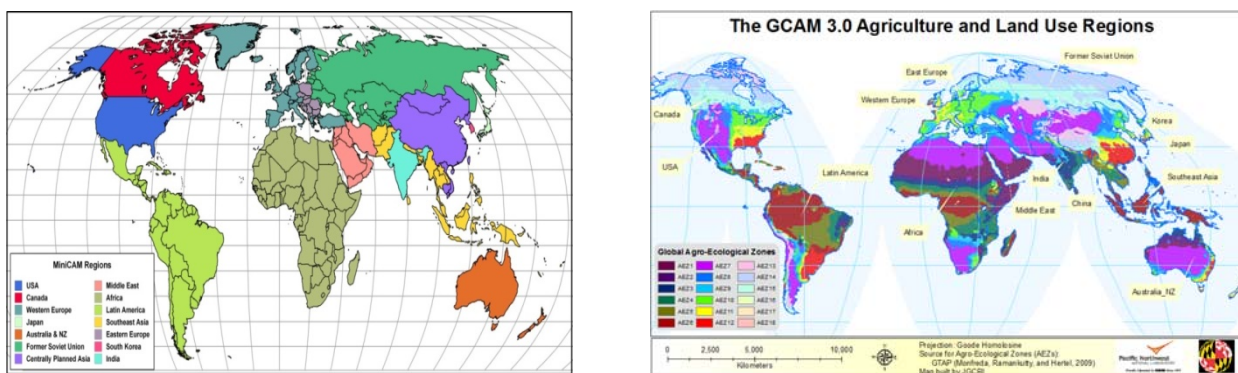 MiniCAM Regions
USA
Canada
Western Europe
Japan
Australia & NZ
Former Soviet Union
Centrally Planned Asia
Middle East
Africa
Latin America
Southeast Asia
Eastern Europe
South Korea
India
The GCAM 3.0 Agriculture and Land Use Regions
Former Soviet Union
East Europe
Western Europe
Canada
Korea
Japan
USA
Latin America
Southeast Asia
India
China
Middle East
Africa
Australia_NZ
Global Agro-Ecological Zones
AEZ1 AEZ7 AEZ13
AEZ2 AEZ8 AEZ14
AEZ3 AEZ9 AEZ15
AEZ4 AEZ10 AEZ16
AEZ5 AEZ11 AEZ17
AEZ6 AEZ12 AEZ18
0 2,500 5,000 10,000
Kilometers
Projection: Goode Homolosine
Source for Agro-Ecological Zones (AEZs):
GTAP (Monfreda, Ramankutty, and Hertel, 2009)
Map built by JGCRI
Pacific Northwest